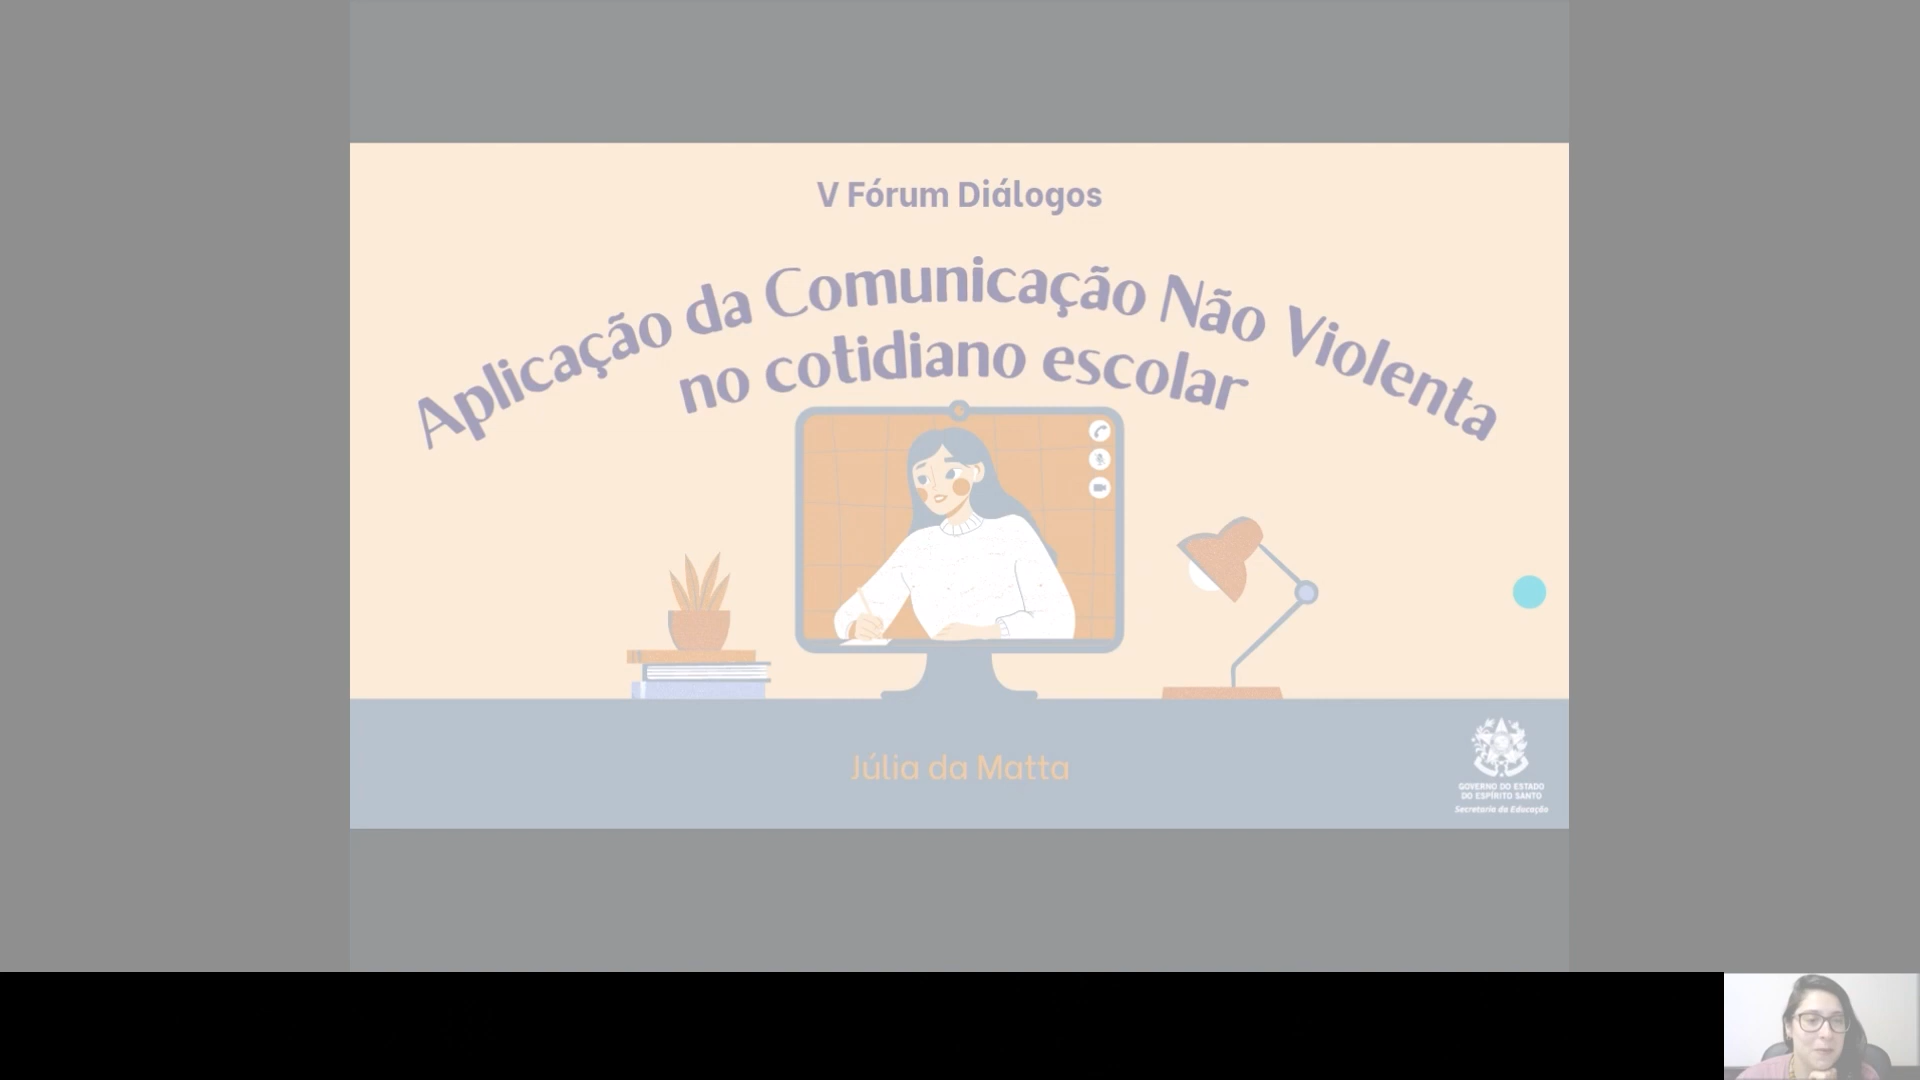 V Fórum Diálogos
Aplicação da Comunicação Não Violenta
no cotidiano escolar
Júlia da Matta
GOVERNO DO ESTADO
DO ESPÍRITO SANTO
Secretaria da Educação